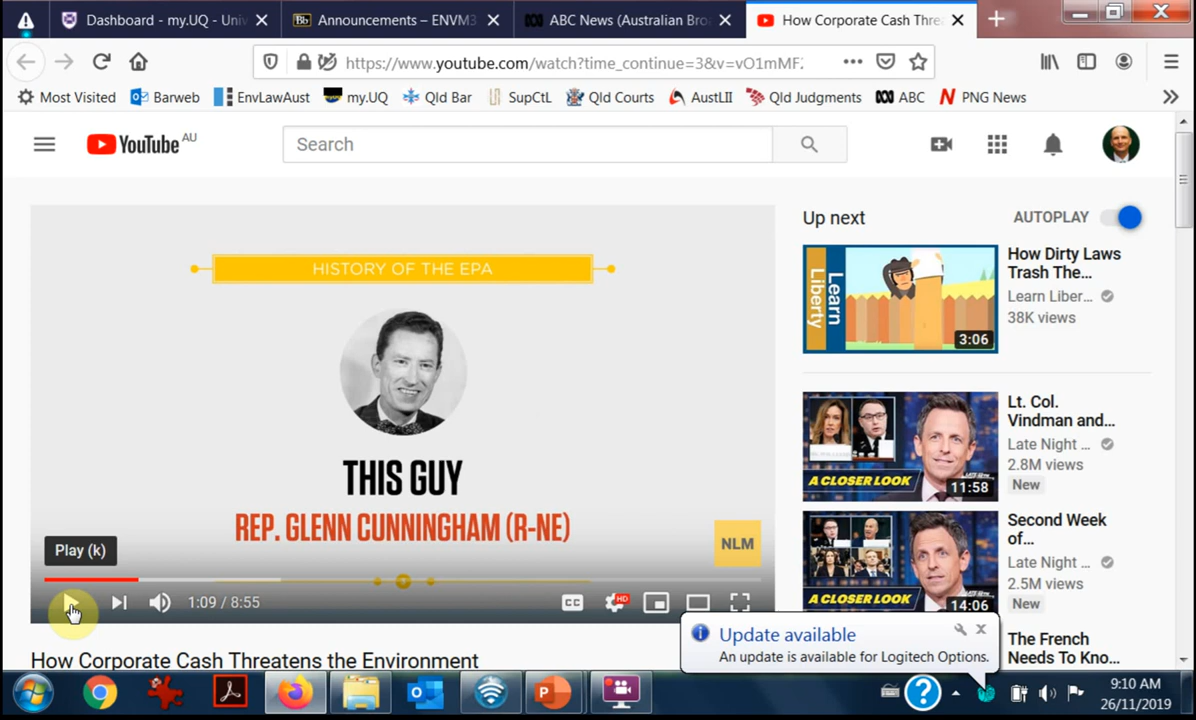 Dashboard - my.UQ - Univ
Announcements – ENVM3
ABC News (Australian Bro
How Corporate Cash Thre
https://www.youtube.com/watch?time_continue=3&v=vO1mMFZ
Most Visited
Barweb
EnvLawAust
my.UQ
Qld Bar
SupCtL
Qld Courts
AustLII
Qld Judgments
ABC
PNG News
YouTube AU
Search
HISTORY OF THE EPA
THIS GUY
REP. GLENN CUNNINGHAM (R-NE)
NLM
Play (k)
1:09 / 8:55
CC
HD
How Corporate Cash Threatens the Environment
Up next
AUTOPLAY
Learn Liberty
3:06
How Dirty Laws
Trash The...
Learn Liber...
38K views
A CLOSER LOOK
11:58
Lt. Col.
Vindman and...
Late Night ...
2.8M views
New
A CLOSER LOOK
14:06
Second Week
of...
Late Night ...
2.5M views
New
The French
Needs To Kno...
Update available
An update is available for Logitech Options.
9:10 AM
26/11/2019